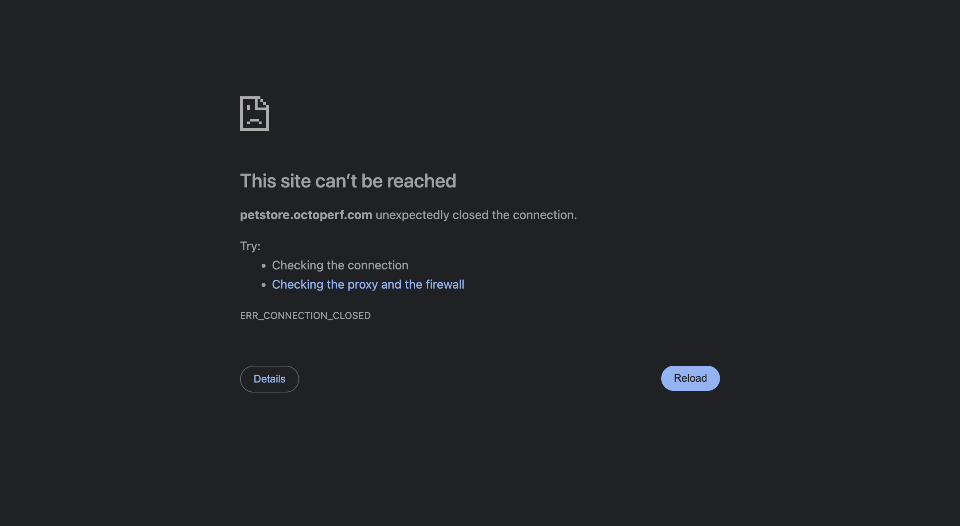 This site can’t be reached
petstore.octoperf.com unexpectedly closed the connection.
Try:
Checking the connection
Checking the proxy and the firewall
ERR_CONNECTION_CLOSED
Details
Reload